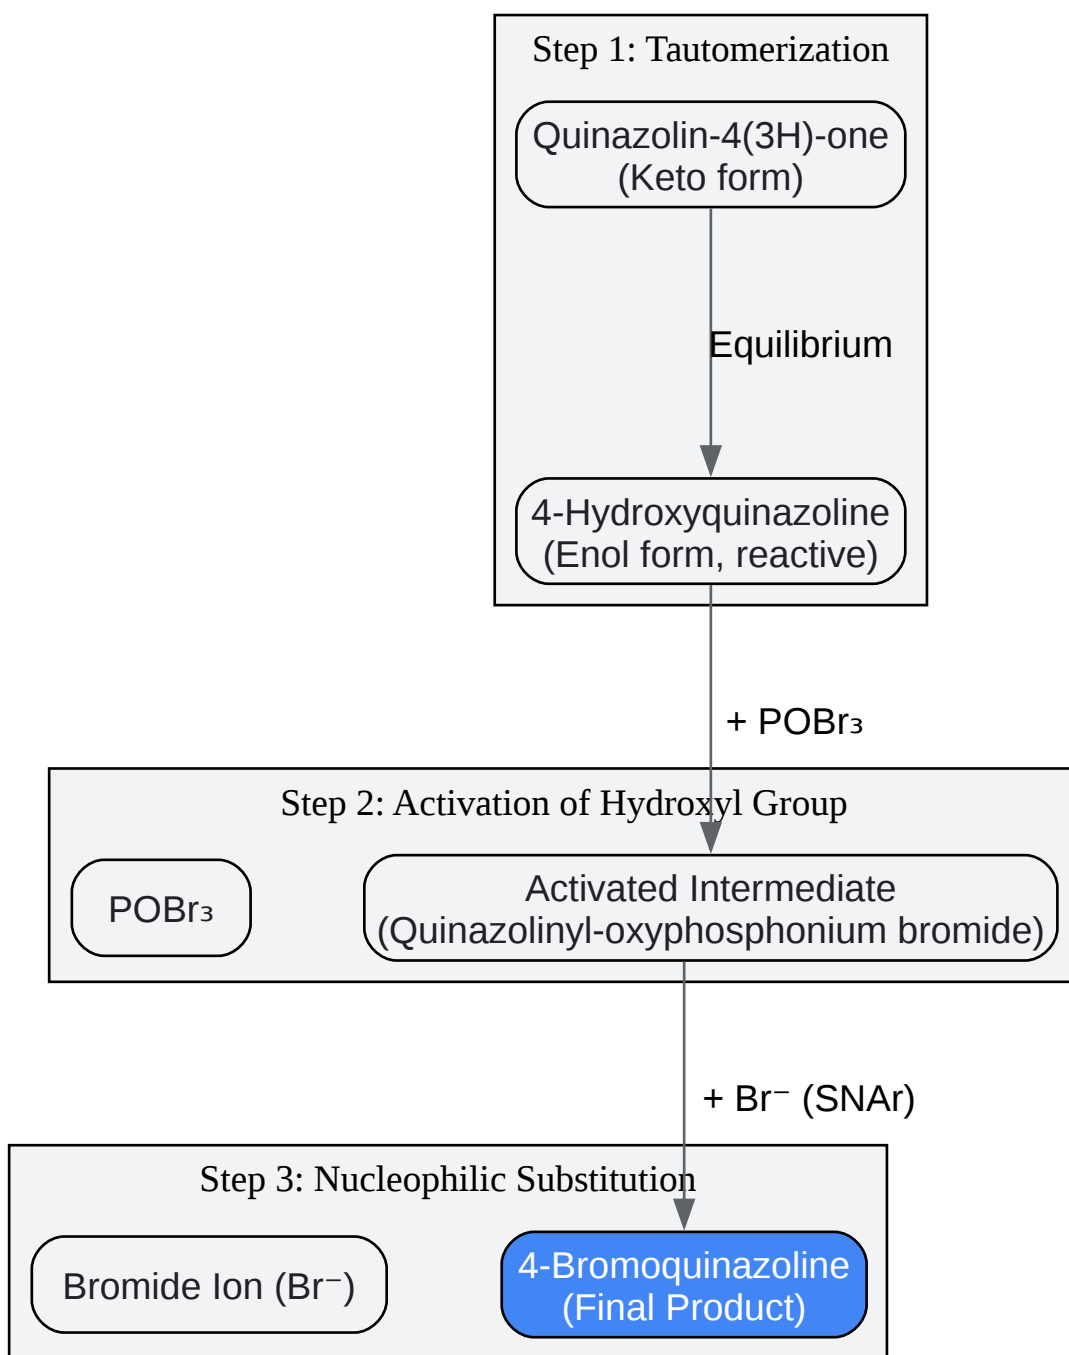 Step 1: Tautomerization
Quinazolin-4(3H)-one
(Keto form)
Equilibrium
4-Hydroxyquinazoline
(Enol form, reactive)
+ POBr₃
Step 2: Activation of Hydroxyl Group
POBr₃
Activated Intermediate
(Quinazolinyl-oxyphosphonium bromide)
+ Br⁻ (SNAr)
Step 3: Nucleophilic Substitution
Bromide Ion (Br⁻)
4-Bromoquinazoline
(Final Product)